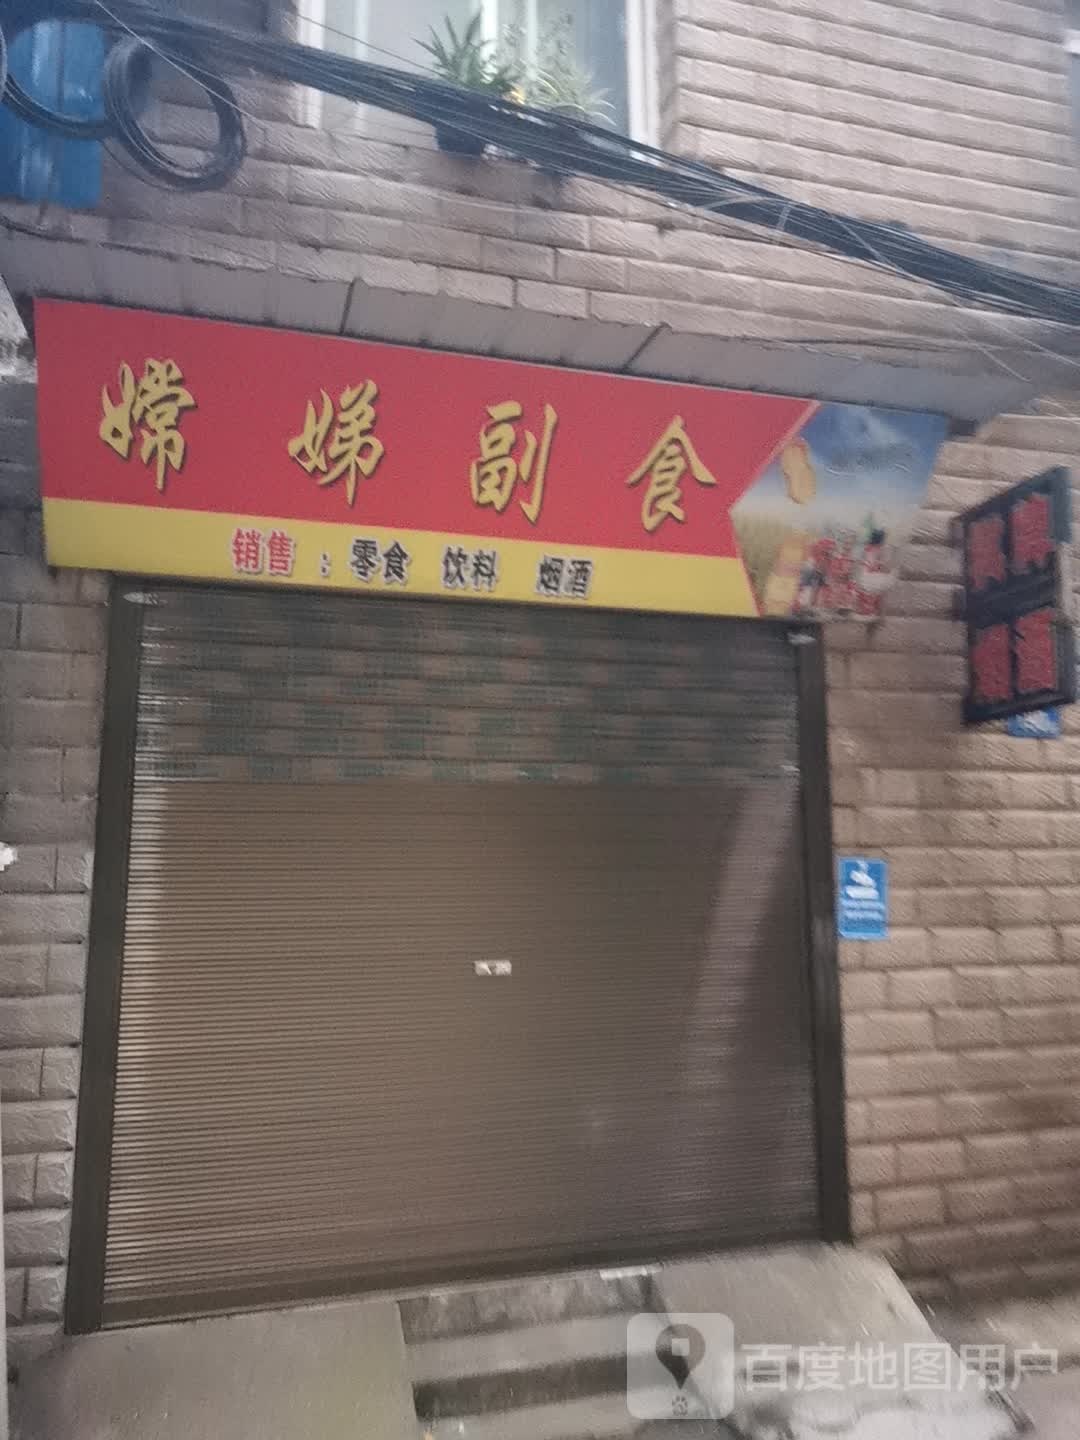 嫦娣副食
销售：零食 饮料 烟酒
百度地图用户